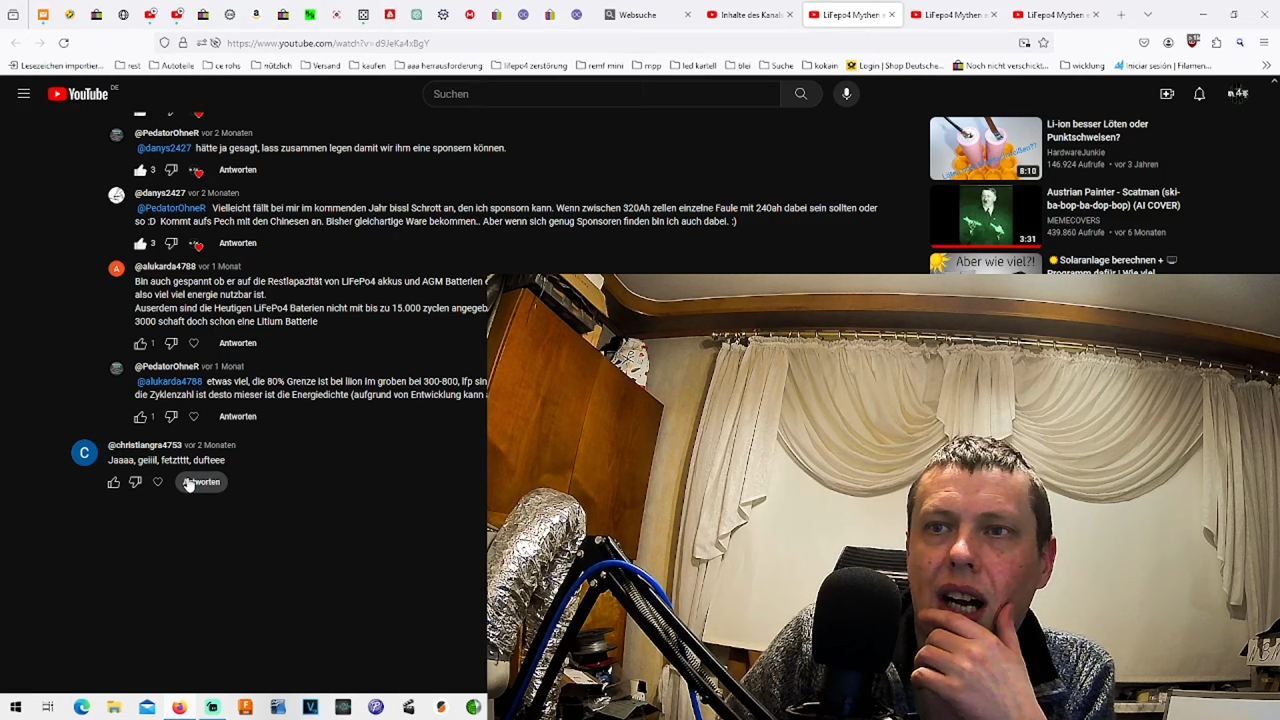 Websuche
Inhalte des Kanals
LiFepo4 Mythen
LiFepo4 Mythen
LiFepo4 Mythen
https://www.youtube.com/watch?v=d9JeKa4xBgY
Lesezeichen importier...
rest
Autoteile
ce rohs
nützlich
Versand
kaufen
aaa herausforderung
lifepo4 zerstörung
remf mini
mpp
led kartell
blei
Suche
kokain
Login | Shop Deutsche...
Noch nicht verschickt...
wicklung
Iniciar sesión | Filamen...
YouTube DE
Suchen
@PedatorOhneR vor 2 Monaten
@danys2427 hätte ja gesagt, lass zusammen legen damit wir ihm eine sponsern können.
3 Antworten
@danys2427 vor 2 Monaten
@PedatorOhneR Vielleicht fällt bei mir im kommenden Jahr bissl Schrott an, den ich sponsern kann. Wenn zwischen 320Ah zellen einzelne Faule mit 240ah dabei sein sollten oder
so :D Kommt aufs Pech mit den Chinesen an. Bisher gleichartige Ware bekommen.. Aber wenn sich genug Sponsoren finden bin ich auch dabei. :)
3 Antworten
@alukarda4788 vor 1 Monat
A
BIn auch gespannt ob er auf die Restlapazität von LiFePo4 akkus und AGM Batterien
also viel viel energie nutzbar ist.
Auserdem sind die Heutigen LiFePo4 Baterien nicht mit bis zu 15.000 zyclen angegeb
3000 schaft doch schon eine Litium Batterie
1 Antworten
@PedatorOhneR vor 1 Monat
@alukarda4788 etwas viel, die 80% Grenze ist bei liion im groben bei 300-800, lfp sin
die Zyklenzahl ist desto mieser ist die Energiedichte (aufgrund von Entwicklung kann
1 Antworten
@christiangra4753 vor 2 Monaten
C
Jaaaa, geiiil, fetztttt, dufteee
Antworten
Li-ion besser Löten oder
Punktschweisen?
HardwareJunkie
146.924 Aufrufe • vor 3 Jahren
8:10
Austrian Painter - Scatman (ski-
ba-bop-ba-dop-bop) (AI COVER)
MEMECOVERS
439.860 Aufrufe • vor 6 Monaten
3:31
Solaranlage berechnen +
Programm dafür | Wie viel
Aber wie viel?!